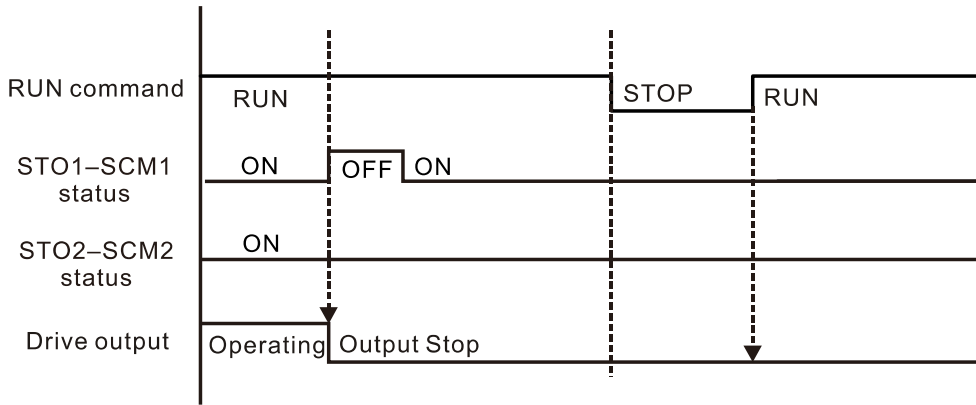 RUN command
RUN
STOP
RUN
STO1–SCM1
status
ON
OFF
ON
STO2–SCM2
status
ON
Drive output
Operating
Output Stop